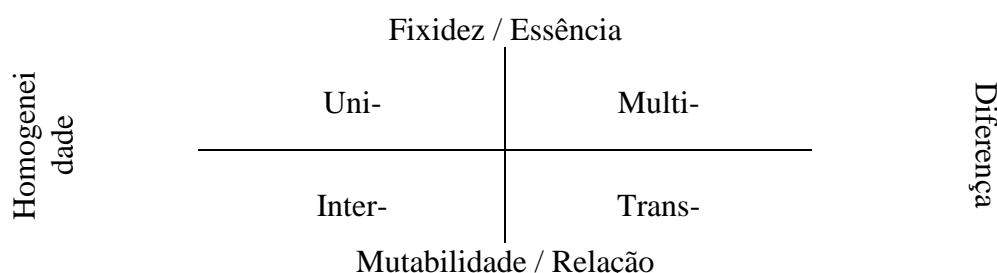 Fixidez / Essência
Homogenei
dade
Uni-
Multi-
Diferença
Inter-
Trans-
Mutabilidade / Relação